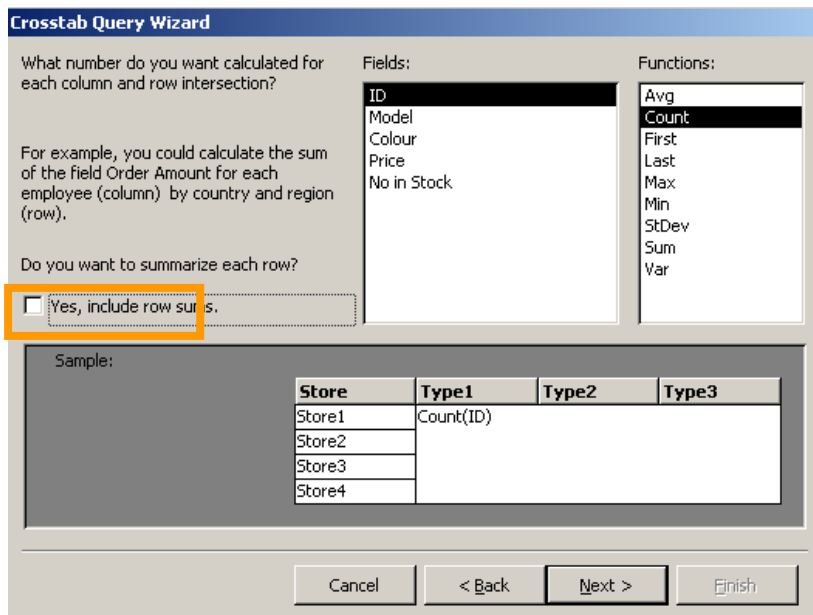 Crosstab Query Wizard
What number do you want calculated for
each column and row intersection?
For example, you could calculate the sum
of the field Order Amount for each
employee (column)  by country and region
(row).
Do you want to summarize each row?
Yes, include row sums.
Fields:
ID
Model
Colour
Price
No in Stock
Functions:
Avg
Count
First
Last
Max
Min
StDev
Sum
Var
Sample:
Store Type1 Type2 Type3
Store1 Count(ID)
Store2
Store3
Store4
Cancel < Back Next > Finish